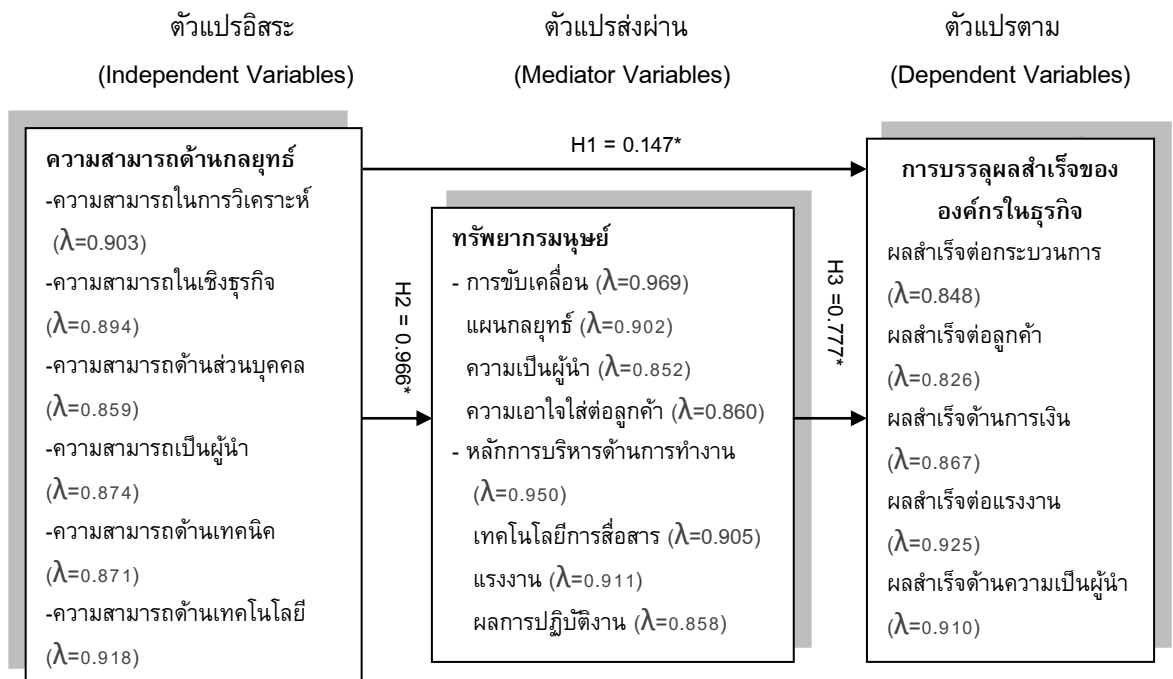 ตัวแปรอิสระ
(Independent Variables)
ตัวแปรส่งผ่าน
(Mediator Variables)
ตัวแปรตาม
(Dependent Variables)
ความสามารถด้านกลยุทธ์
-ความสามารถในการวิเคราะห์
(λ=0.903)
-ความสามารถในเชิงธุรกิจ
(λ=0.894)
-ความสามารถด้านส่วนบุคคล
(λ=0.859)
-ความสามารถเป็นผู้นำ
(λ=0.874)
-ความสามารถด้านเทคนิค
(λ=0.871)
-ความสามารถด้านเทคโนโลยี
(λ=0.918)
H1 = 0.147*
H2 = 0.966*
ทรัพยากรมนุษย์
- การขับเคลื่อน (λ=0.969)
แผนกลยุทธ์ (λ=0.902)
ความเป็นผู้นำ (λ=0.852)
ความเอาใจใส่ต่อลูกค้า (λ=0.860)
- หลักการบริหารด้านการทำงาน
(λ=0.950)
เทคโนโลยีการสื่อสาร (λ=0.905)
แรงงาน (λ=0.911)
ผลการปฏิบัติงาน (λ=0.858)
H3 =0.777*
การบรรลุผลสำเร็จของ
องค์กรในธุรกิจ
ผลสำเร็จต่อกระบวนการ
(λ=0.848)
ผลสำเร็จต่อลูกค้า
(λ=0.826)
ผลสำเร็จด้านการเงิน
(λ=0.867)
ผลสำเร็จต่อแรงงาน
(λ=0.925)
ผลสำเร็จด้านความเป็นผู้นำ
(λ=0.910)